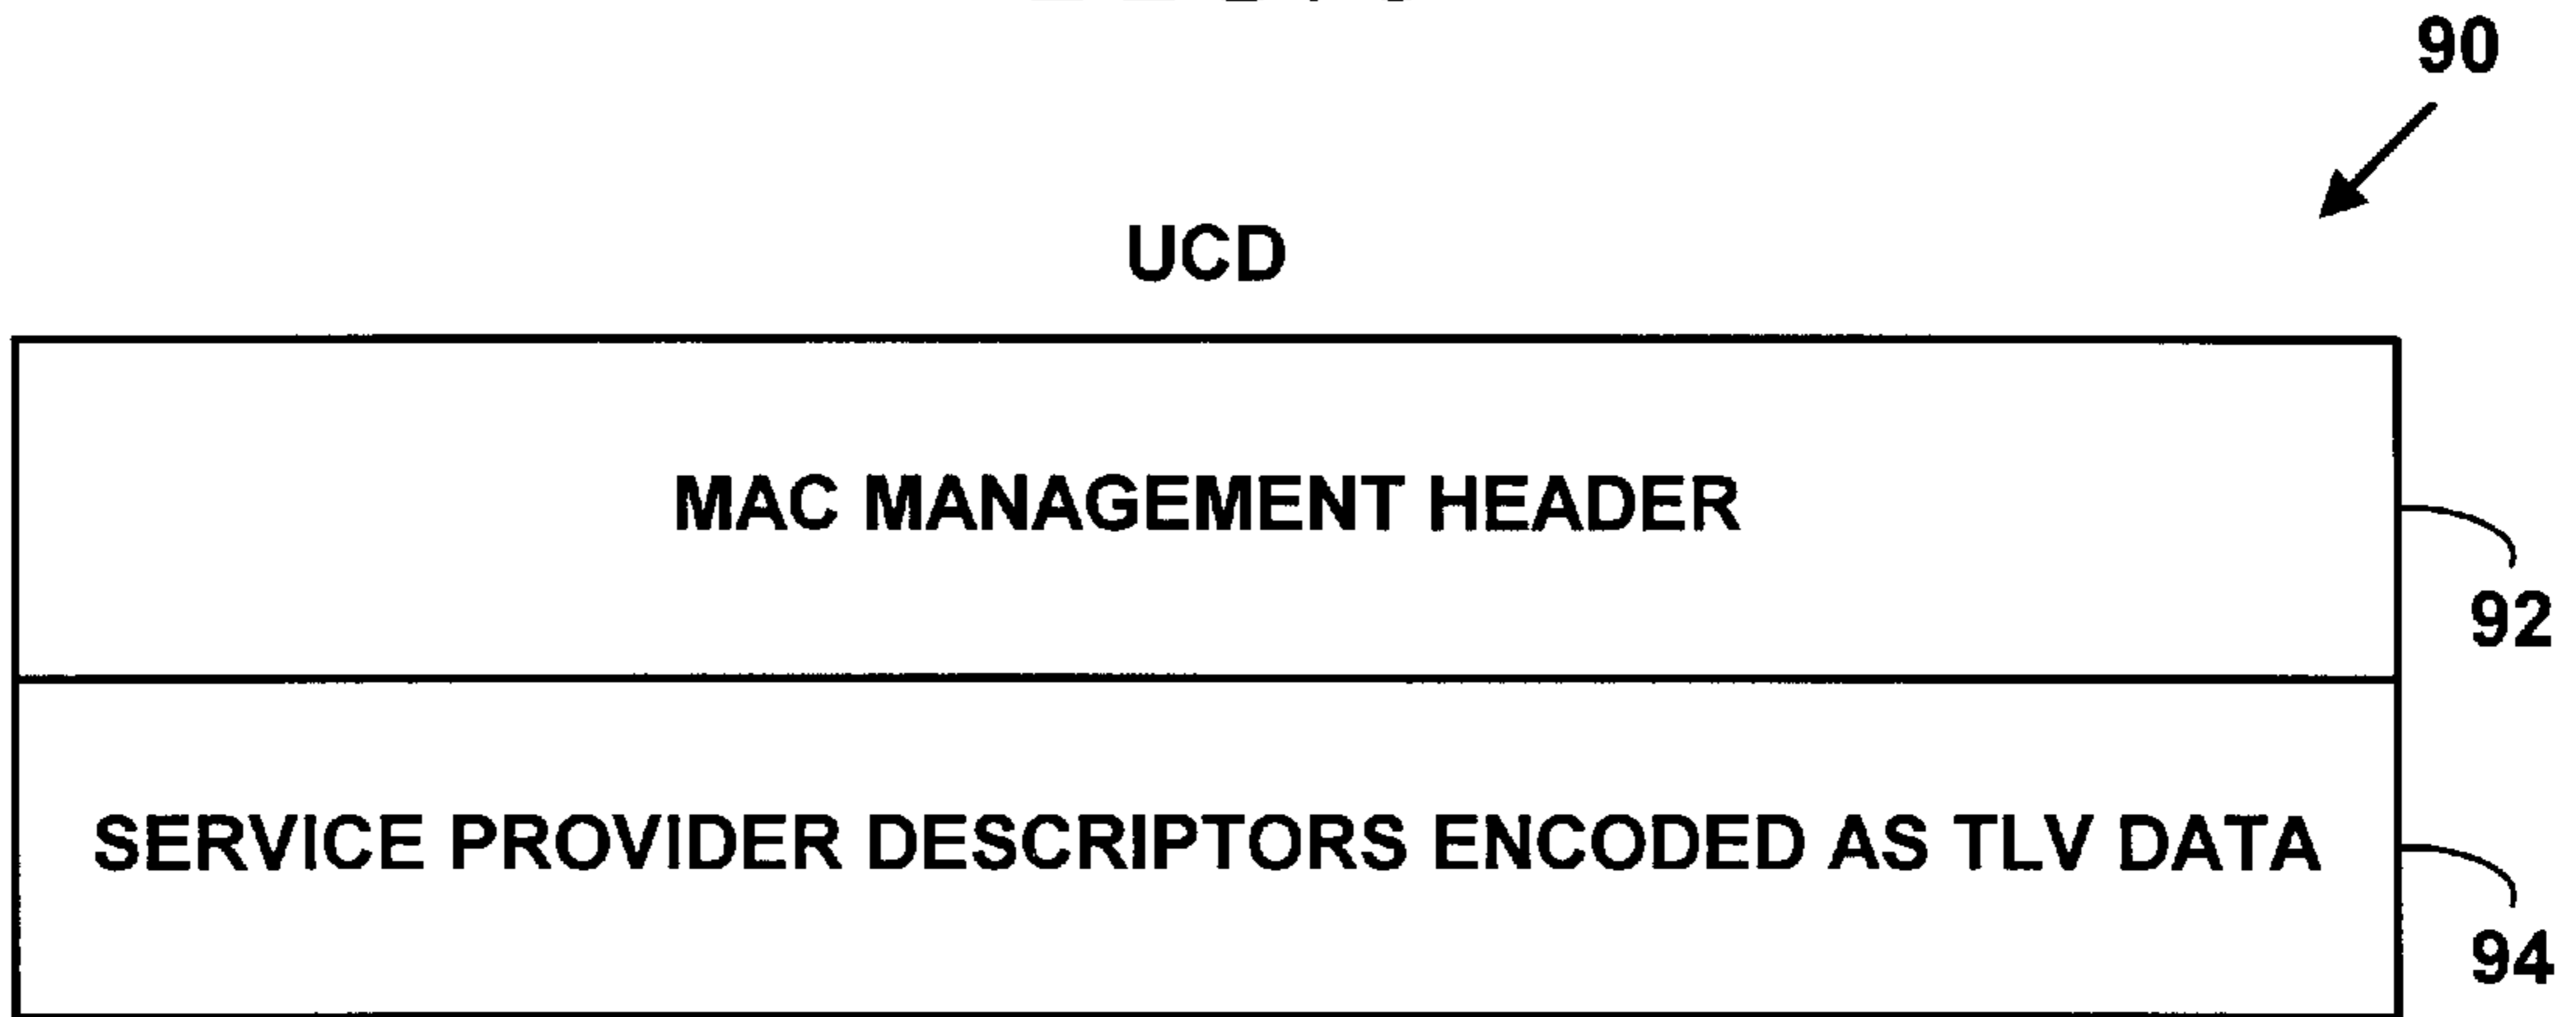 90
UCD
MAC MANAGEMENT HEADER
92
SERVICE PROVIDER DESCRIPTORS ENCODED AS TLV DATA
94